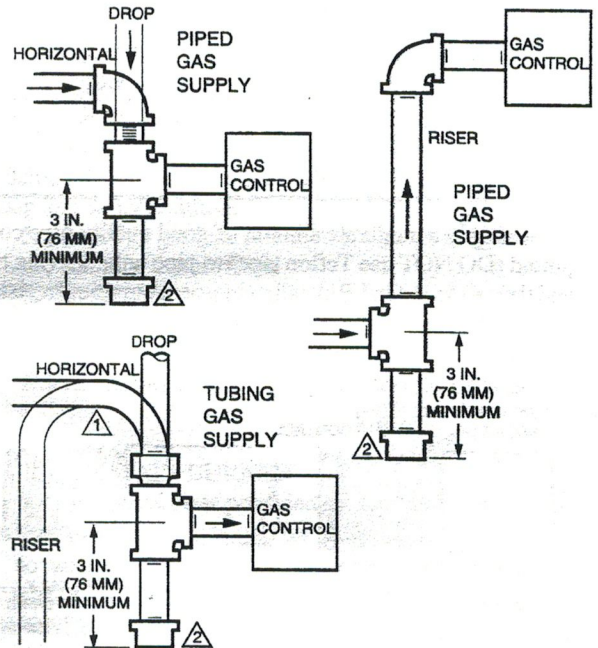 DROP
HORIZONTAL
PIPED
GAS
SUPPLY
GAS
CONTROL
3 IN.
(76 MM)
MINIMUM
2
GAS
CONTROL
RISER
PIPED
GAS
SUPPLY
3 IN.
(76 MM)
MINIMUM
2
DROP
HORIZONTAL
1
TUBING
GAS
SUPPLY
GAS
CONTROL
RISER
3 IN.
(76 MM)
MINIMUM
2